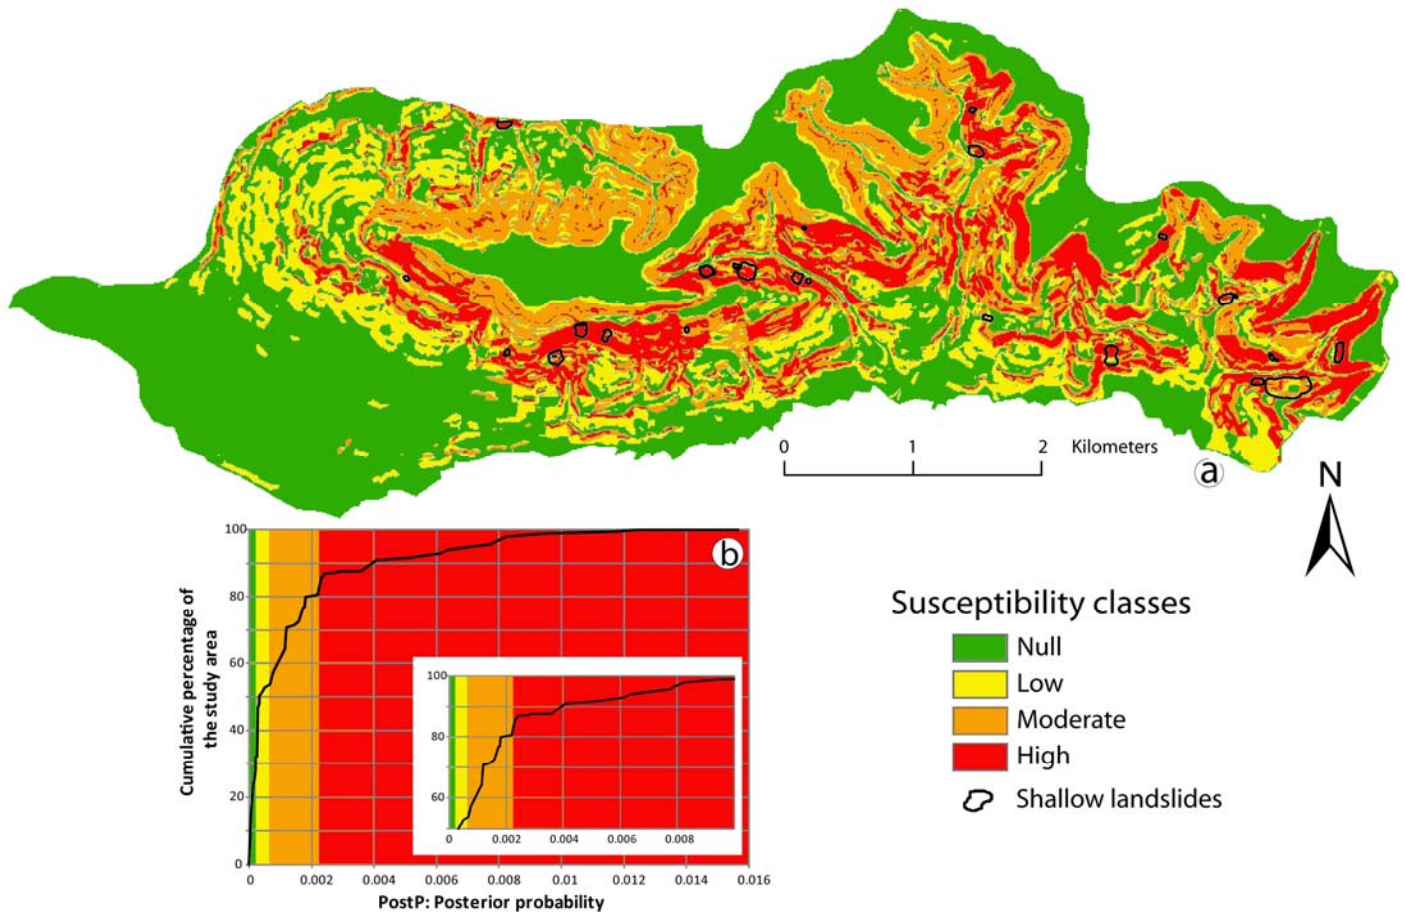 0 1 2 Kilometers
a
N
b
100
80
60
40
20
0
Cumulative percentage of
the study area
0 0.002 0.004 0.006 0.008 0.01 0.012 0.014 0.016
PostP: Posterior probability
100
80
60
0 0.002 0.004 0.006 0.008
Susceptibility classes
Null
Low
Moderate
High
Shallow landslides